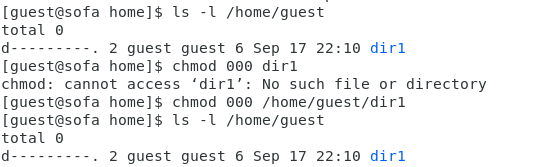 [guest@sofa home]$ ls -l /home/guest
total 0
d---------. 2 guest guest 6 Sep 17 22:10 dir1
[guest@sofa home]$ chmod 000 dir1
chmod: cannot access ‘dir1’: No such file or directory
[guest@sofa home]$ chmod 000 /home/guest/dir1
[guest@sofa home]$ ls -l /home/guest
total 0
d---------. 2 guest guest 6 Sep 17 22:10 dir1